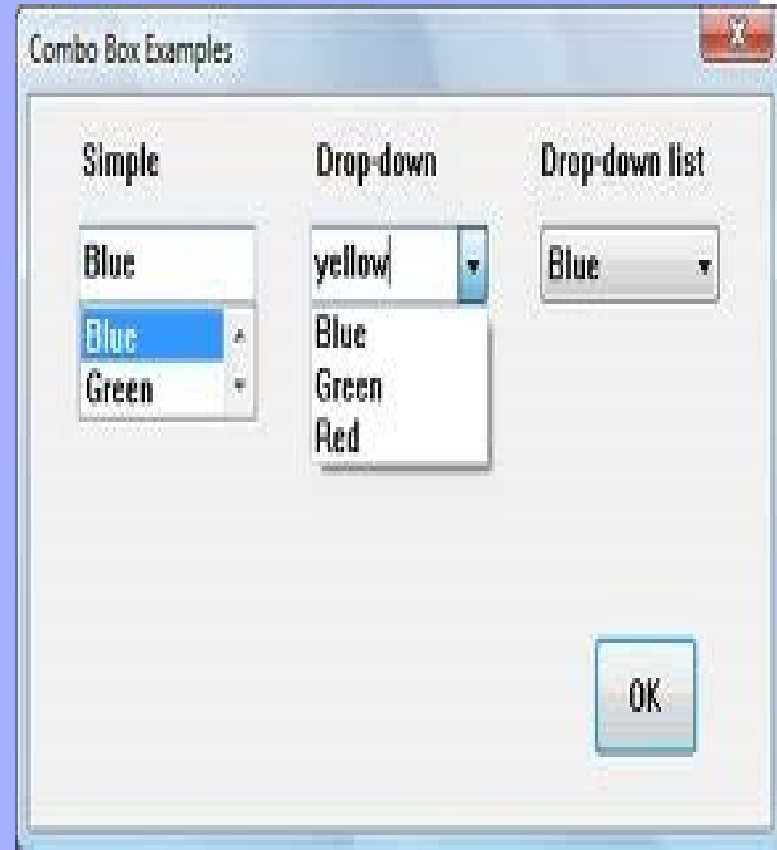 Combo Box Examples
Simple Drop-down Drop-down list
Blue yellow Blue
Blue Blue
Green Green
Red
OK